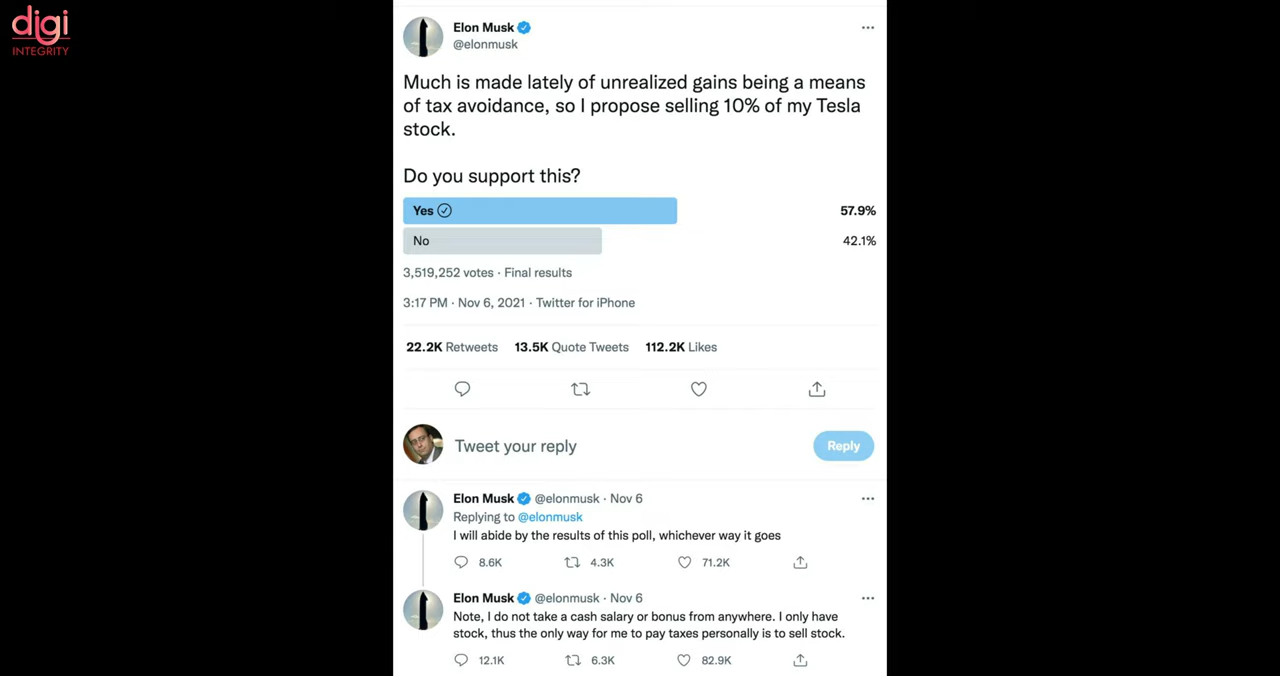 digi
INTEGRITY
Elon Musk
@elonmusk
Much is made lately of unrealized gains being a means
of tax avoidance, so I propose selling 10% of my Tesla
stock.
Do you support this?
Yes 57.9%
No 42.1%
3,519,252 votes · Final results
3:17 PM · Nov 6, 2021 · Twitter for iPhone
22.2K Retweets 13.5K Quote Tweets 112.2K Likes
Tweet your reply Reply
Elon Musk @elonmusk · Nov 6
Replying to @elonmusk
I will abide by the results of this poll, whichever way it goes
8.6K 4.3K 71.2K
Elon Musk @elonmusk · Nov 6
Note, I do not take a cash salary or bonus from anywhere. I only have
stock, thus the only way for me to pay taxes personally is to sell stock.
12.1K 6.3K 82.9K